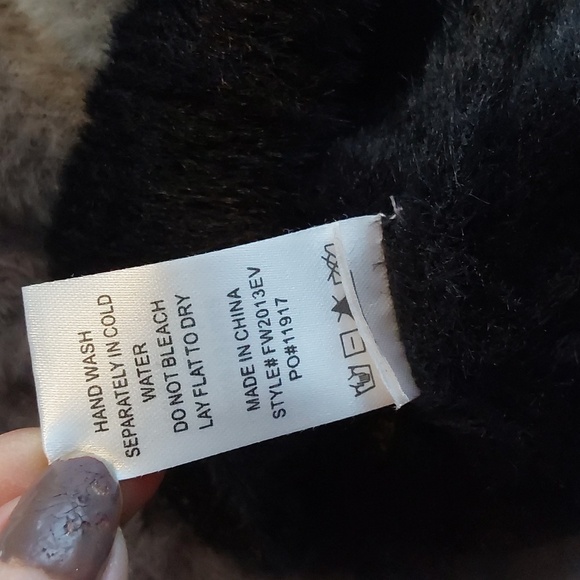 HAND WASH
SEPARATELY IN COLD
WATER
DO NOT BLEACH
LAY FLAT TO DRY
MADE IN CHINA
STYLE# FW2013EV
PO#11917